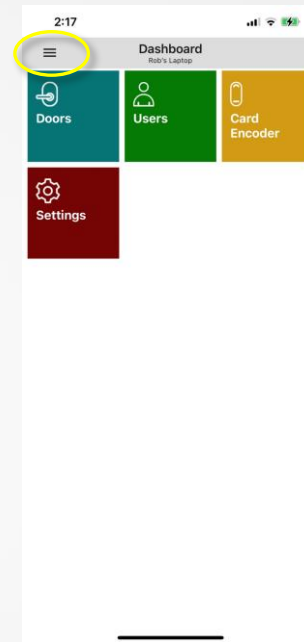 2:17
Dashboard
Rob's Laptop
Doors
Users
Card
Encoder
Settings